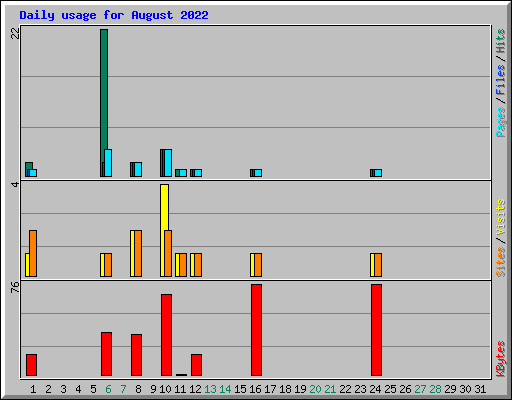 Daily usage for August 2022
22
Pages / Files / Hits
4
Sites / Visits
76
KBytes
1 2 3 4 5 6 7 8 9 10 11 12 13 14 15 16 17 18 19 20 21 22 23 24 25 26 27 28 29 30 31